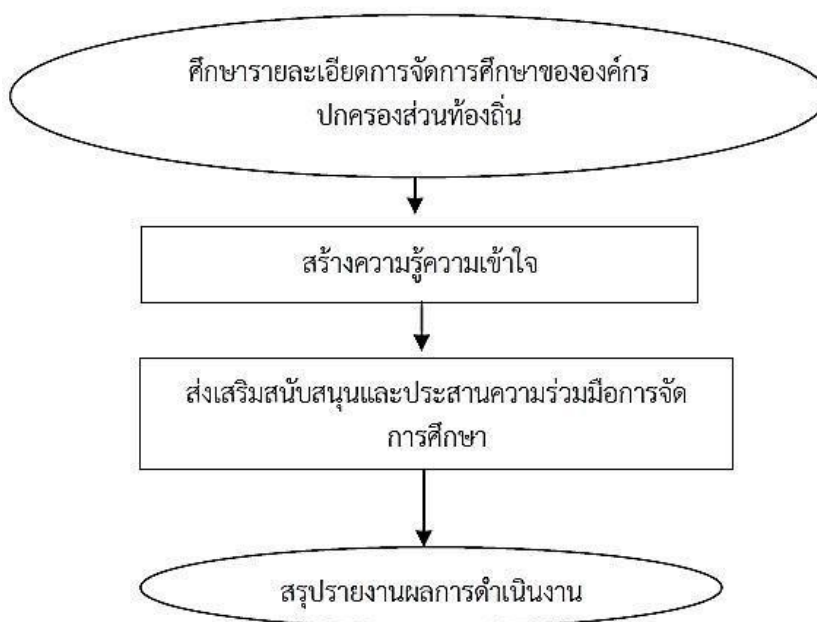 ศึกษารายละเอียดการจัดการศึกษาขององค์กร
ปกครองส่วนท้องถิ่น
สร้างความรู้ความเข้าใจ
ส่งเสริมสนับสนุนและประสานความร่วมมือการจัด
การศึกษา
สรุปรายงานผลการดำเนินงาน